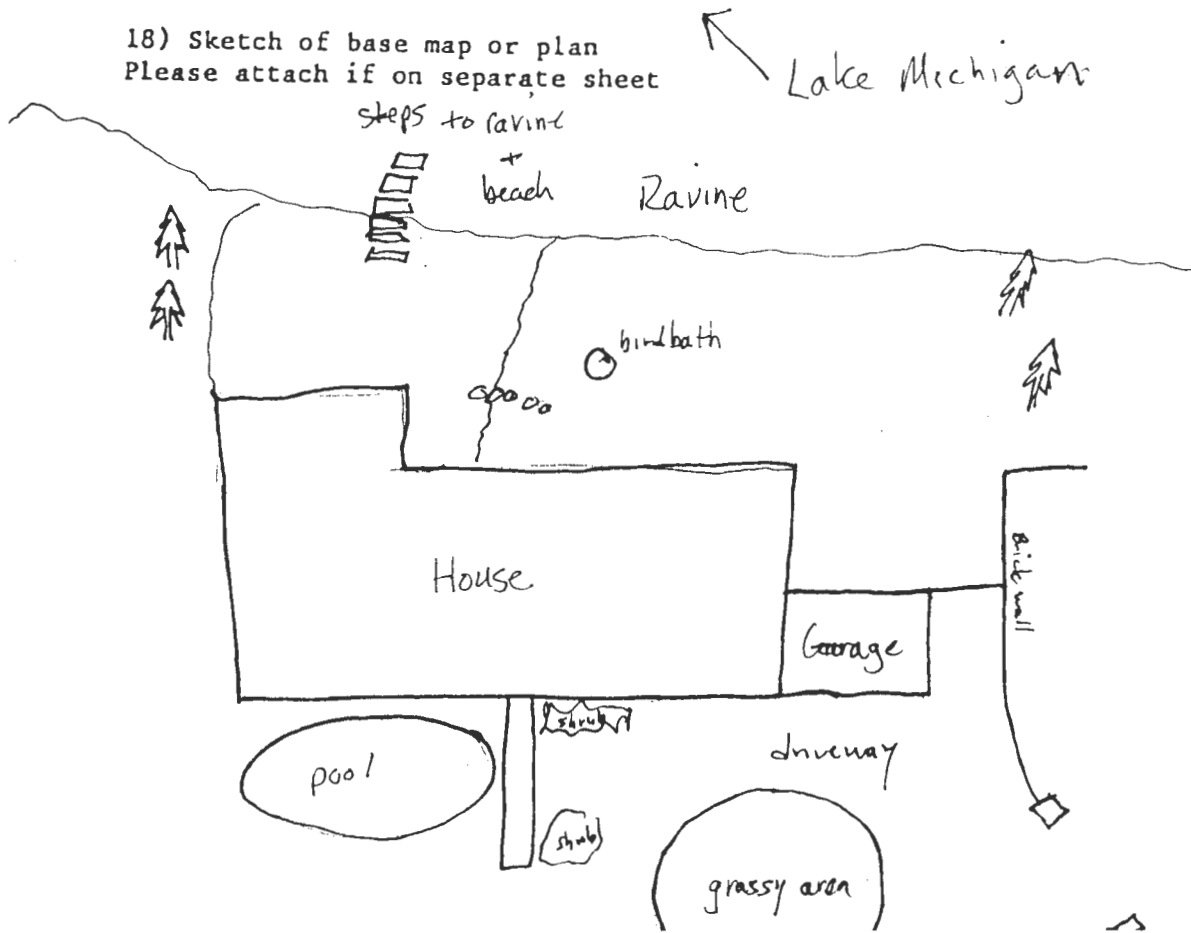 18) Sketch of base map or plan
Please attach if on separate sheet
Lake Michigan
steps to ravine
+
beach
Ravine
birdbath
House
Brick wall
Garage
shrub
driveway
pool
shrub
grassy area